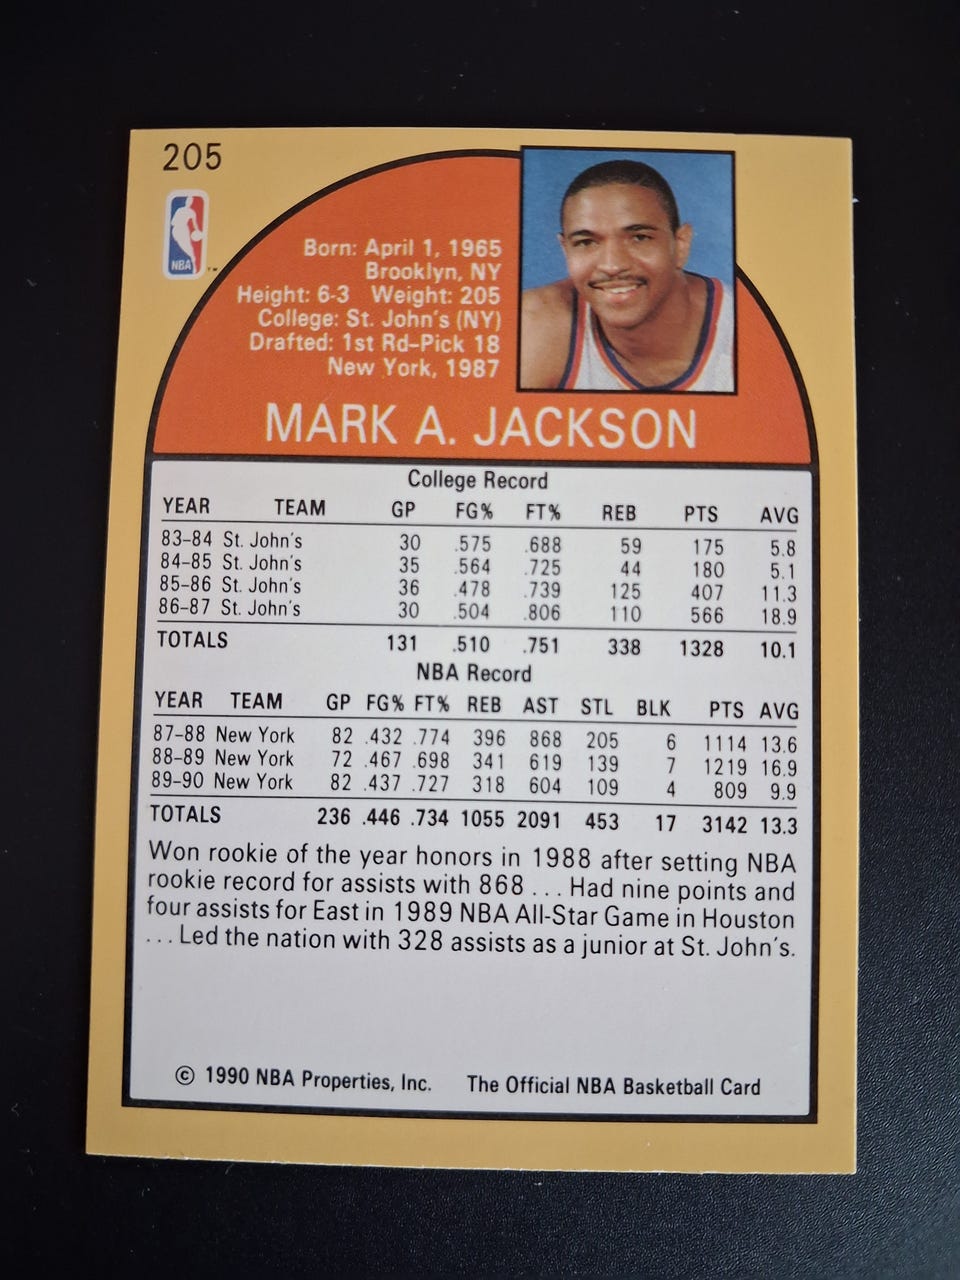 205
NBA
Born: April 1, 1965
Brooklyn, NY
Height: 6-3 Weight: 205
College: St. John's (NY)
Drafted: 1st Rd-Pick 18
New York, 1987
MARK A. JACKSON
College Record
YEAR TEAM GP FG% FT% REB PTS AVG
83-84 St. John's 30 .575 .688 59 175 5.8
84-85 St. John's 35 .564 .725 44 180 5.1
85-86 St. John's 36 .478 .739 125 407 11.3
86-87 St. John's 30 .504 .806 110 566 18.9
TOTALS 131 .510 .751 338 1328 10.1
NBA Record
YEAR TEAM GP FG% FT% REB AST STL BLK PTS AVG
87-88 New York 82 .432 .774 396 868 205 6 1114 13.6
88-89 New York 72 .467 .698 341 619 139 7 1219 16.9
89-90 New York 82 .437 .727 318 604 109 4 809 9.9
TOTALS 236 .446 .734 1055 2091 453 17 3142 13.3
Won rookie of the year honors in 1988 after setting NBA
rookie record for assists with 868 ... Had nine points and
four assists for East in 1989 NBA All-Star Game in Houston
... Led the nation with 328 assists as a junior at St. John's.
© 1990 NBA Properties, Inc. The Official NBA Basketball Card